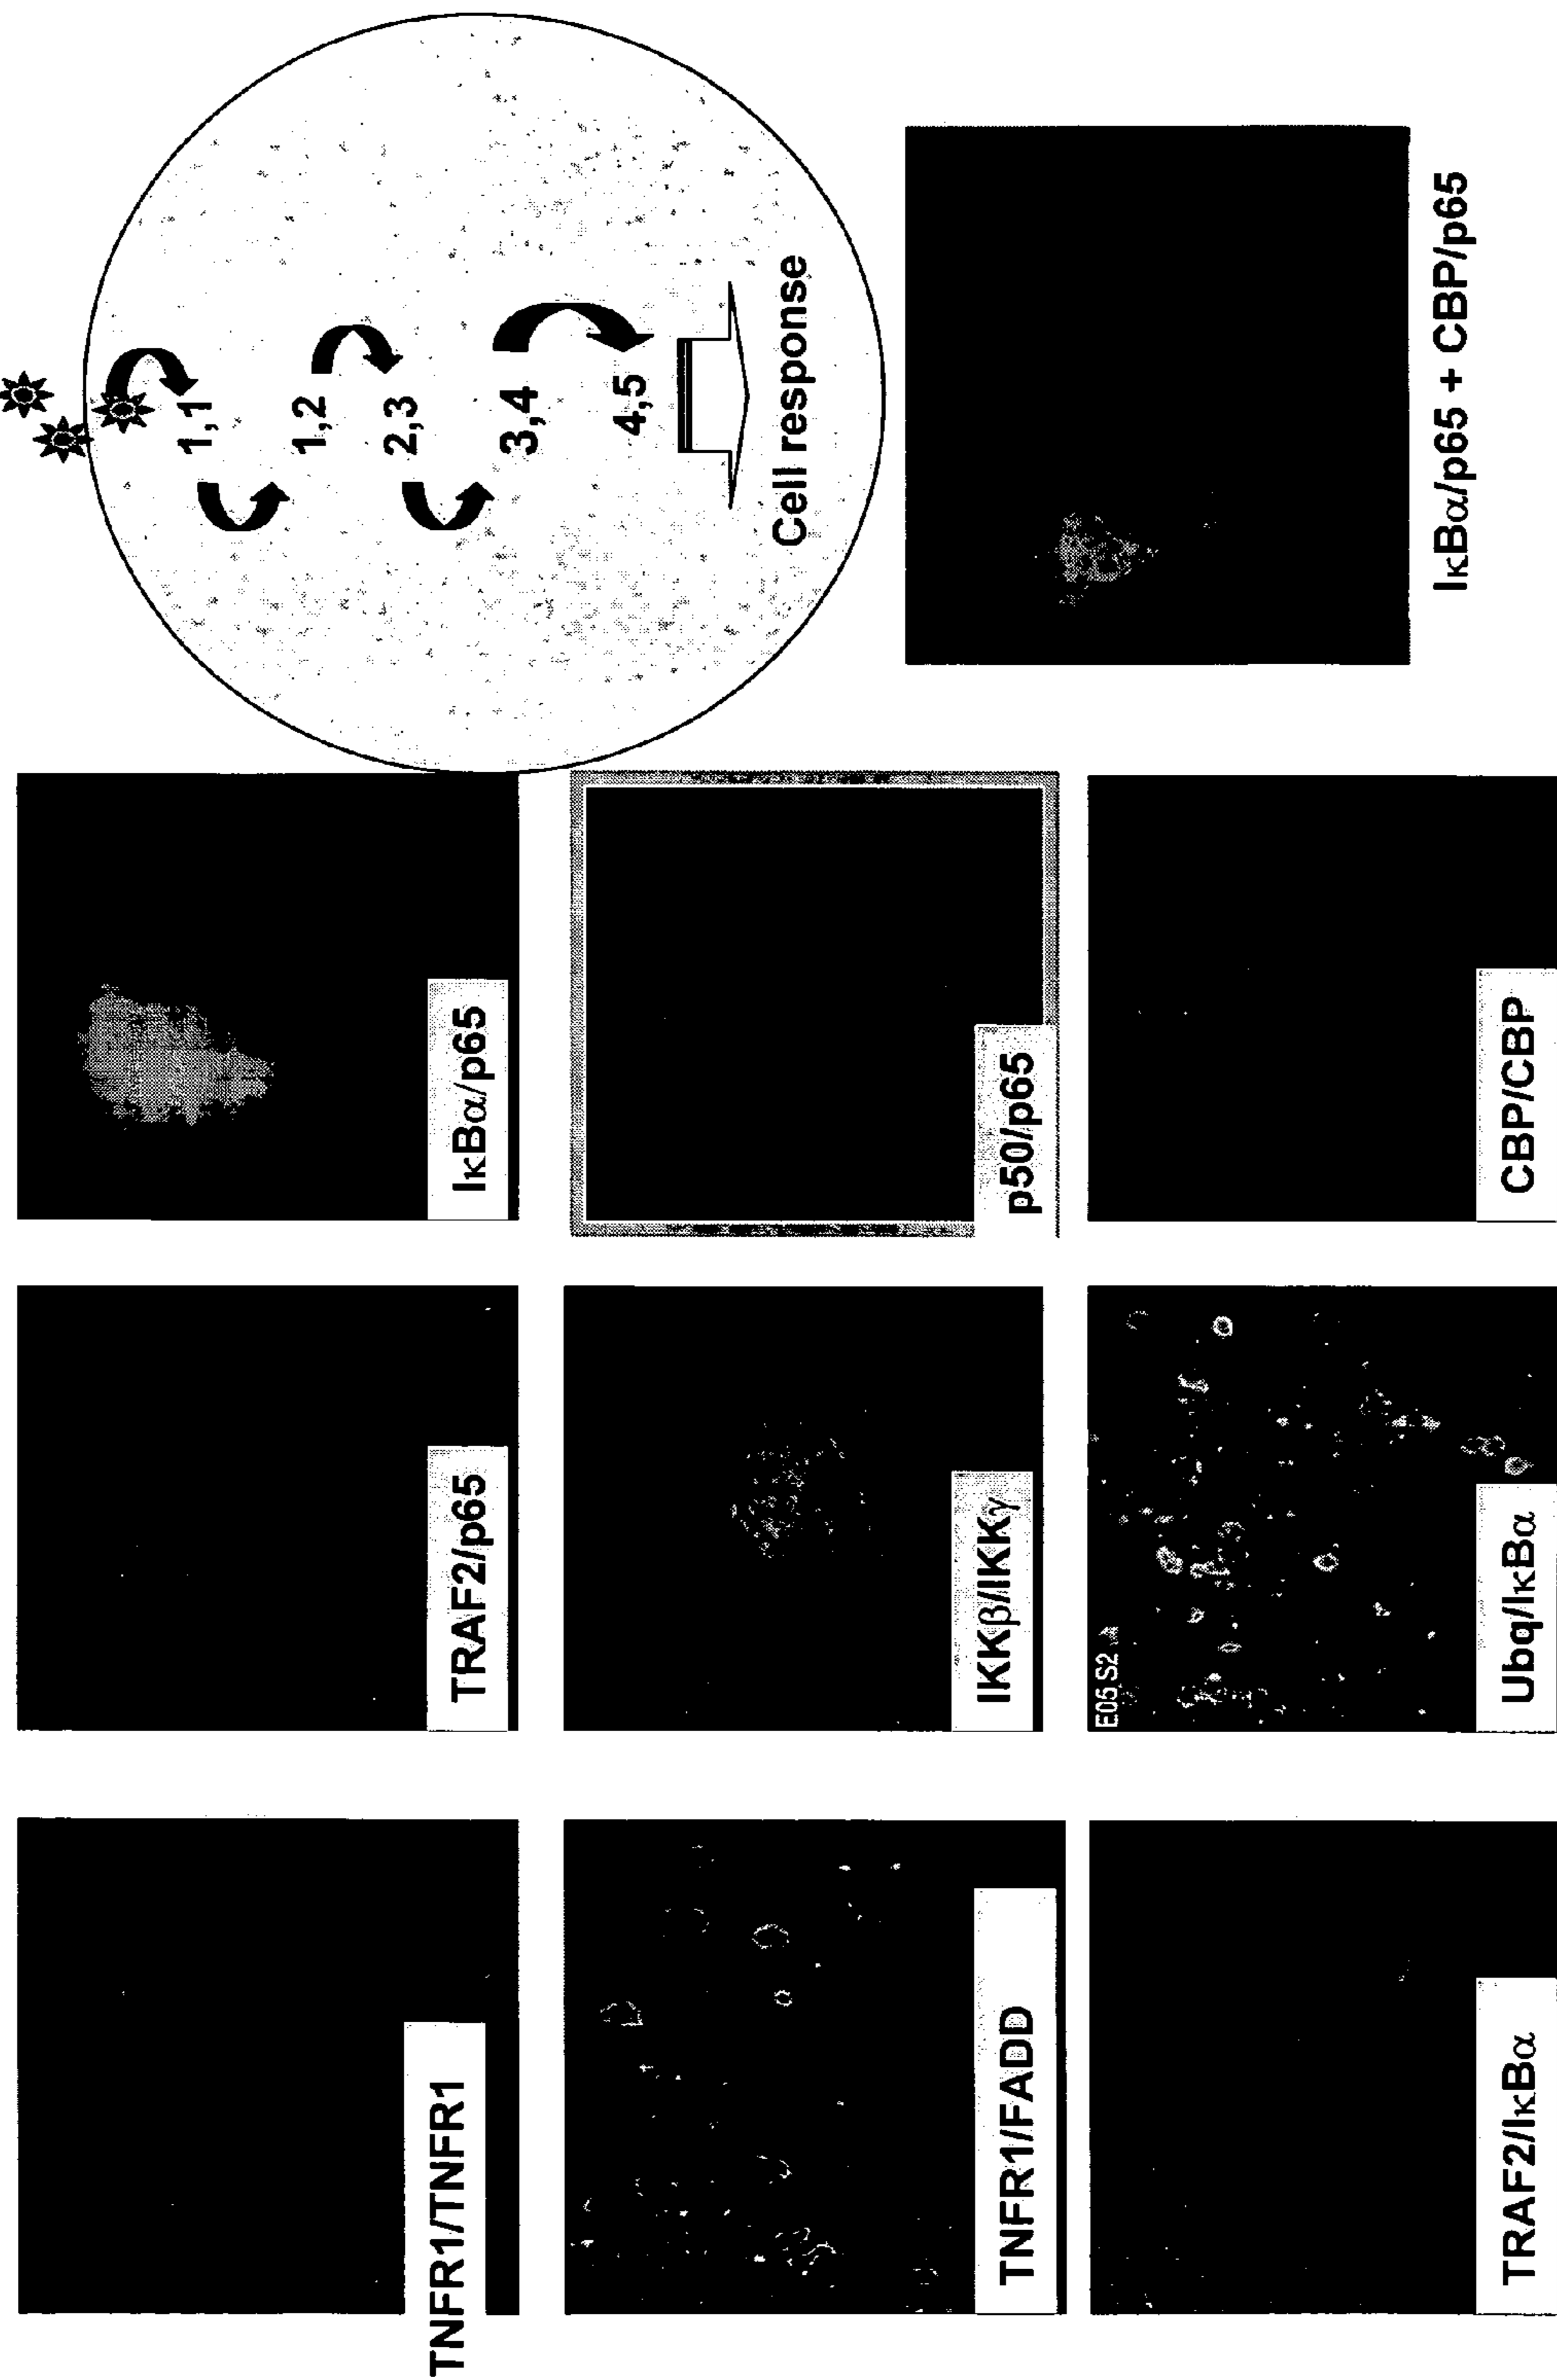 TNFR1/TNFR1
TRAF2/p65
IκBα/p65
TNFR1/FADD
IKKβ/IKKγ
p50/p65
TRAF2/IκBα
E05 S2
Ubq/IκBα
CBP/CBP
1,1
1,2
2,3
3,4
4,5
Cell response
IκBα/p65 + CBP/p65